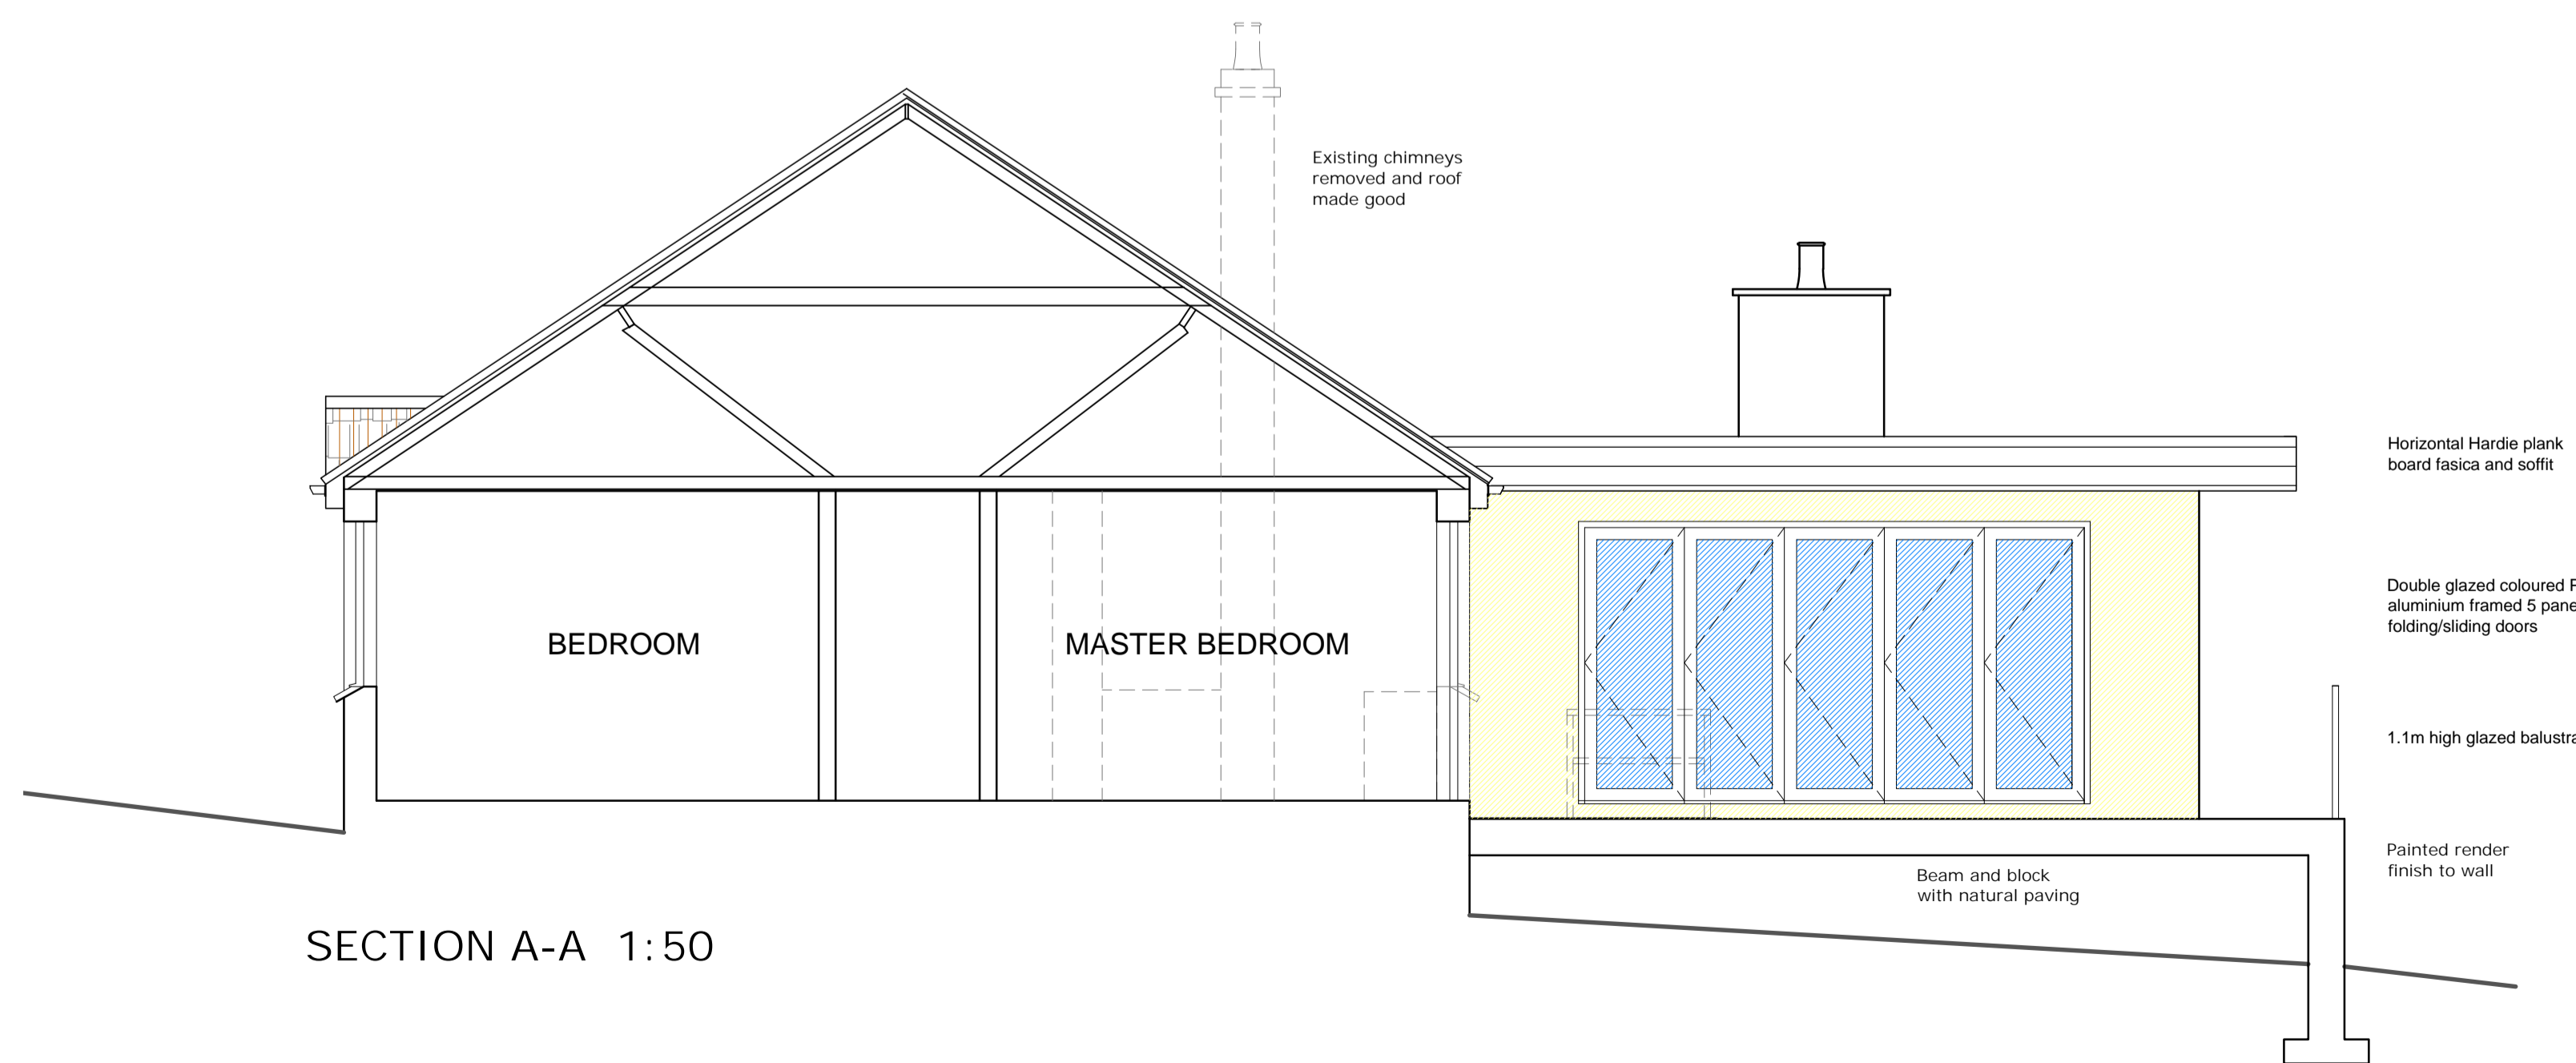 Existing chimneys
removed and roof
made good
Horizontal Hardie plank
board fasica and soffit
Double glazed coloured
aluminium framed 5
folding/sliding doors
BEDROOM
MASTER BEDROOM
1.1m high glazed
Painted render
finish to wall
Beam and block
with natural paving
SECTION A-A 1:50